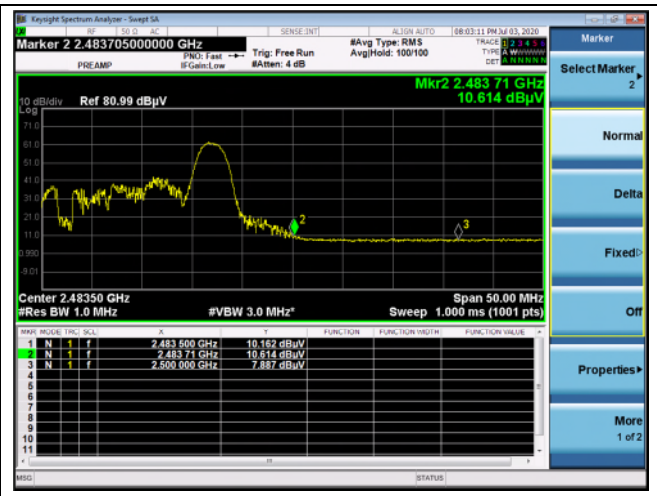 Keysight Spectrum Analyzer - Swept SA
RF 50 Ω AC SENSE:INT ALIGN AUTO 08:03:11 PM Jul 03, 2020
Marker 2 2.483705000000 GHz
PREAMP
PNO: Fast
IFGain:Low
Trig: Free Run
#Atten: 4 dB
#Avg Type: RMS
Avg|Hold: 100/100
TRACE 1 2 3 4 5 6
TYPE A WWWWW
DET A N N N N N
Mkr2 2.483 71 GHz
10.614 dBµV
10 dB/div Ref 80.99 dBµV
Log
71.0
61.0
51.0
41.0
31.0
21.0
11.0
0.990
-9.01
2
3
Center 2.48350 GHz Span 50.00 MHz
#Res BW 1.0 MHz #VBW 3.0 MHz* Sweep 1.000 ms (1001 pts)
MKR MODE TRC SCL X Y FUNCTION FUNCTION WIDTH FUNCTION VALUE
1 N 1 f 2.483 500 GHz 10.162 dBµV
2 N 1 f 2.483 71 GHz 10.614 dBµV
3 N 1 f 2.500 000 GHz 7.887 dBµV
4
5
6
7
8
9
10
11
MSG STATUS
Marker
Select Marker
2
Normal
Delta
Fixed
Off
Properties
More
1 of 2